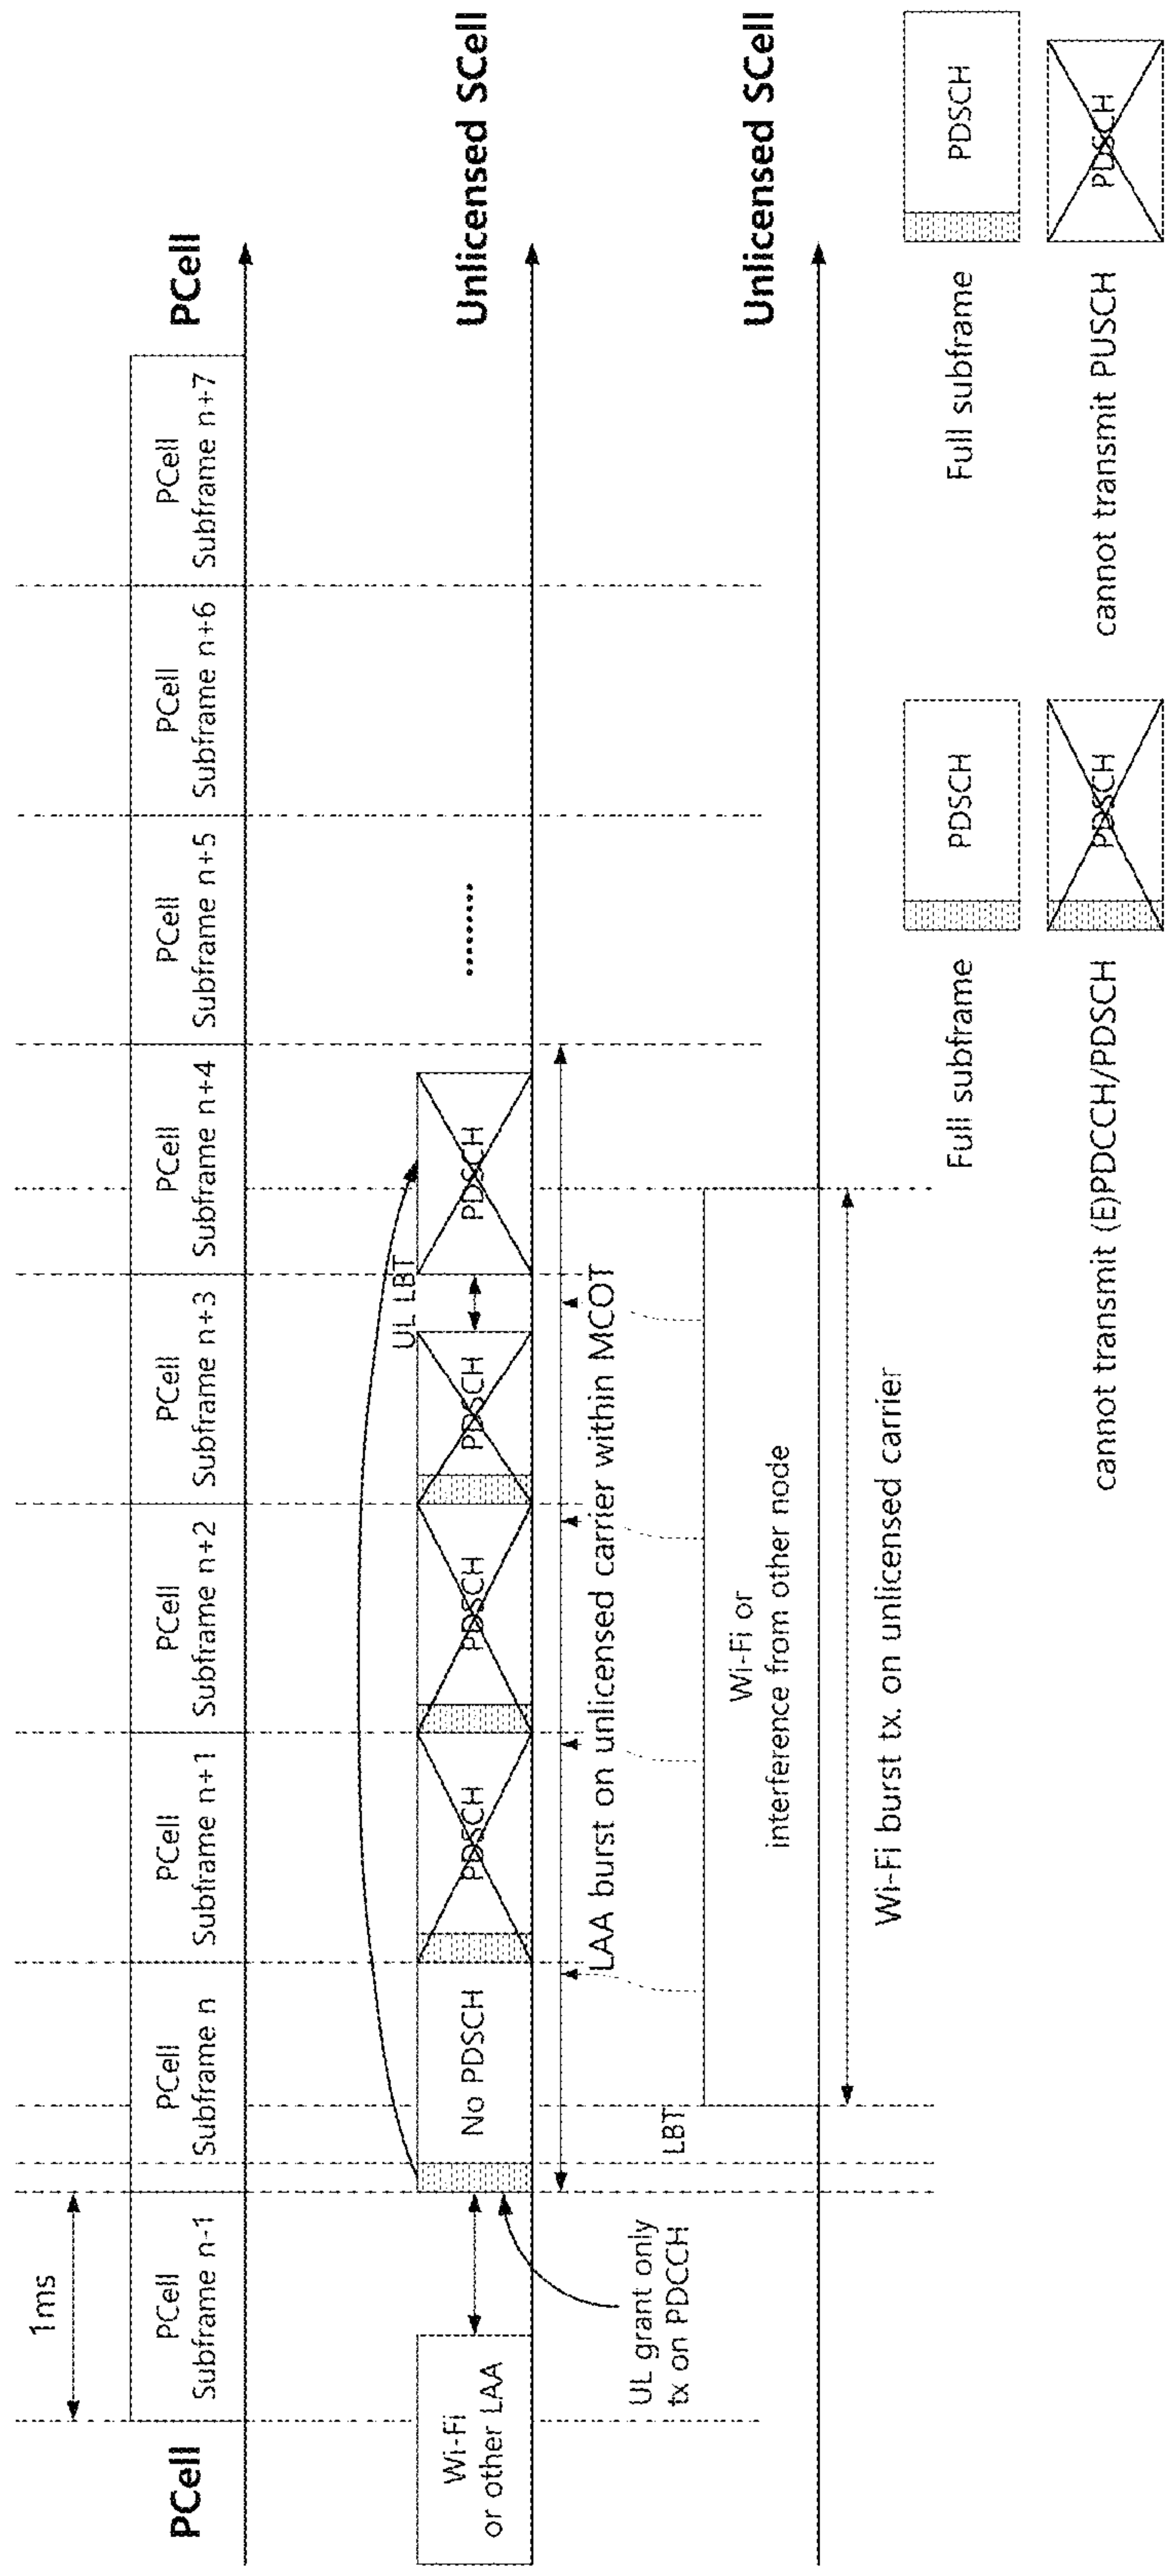 1ms
PCell
PCell
Subframe n-1
PCell
Subframe n
PCell
Subframe n+1
PCell
Subframe n+2
PCell
Subframe n+3
PCell
Subframe n+4
PCell
Subframe n+5
PCell
Subframe n+6
PCell
Subframe n+7
PCell
UL LBT
Wi-Fi
or other LAA
No PDSCH
PDSCH
PDSCH
PDSCH
PDSCH
.........
Unlicensed SCell
LAA burst on unlicensed carrier within MCOT
UL grant only
tx on PDCCH
LBT
Wi-Fi or
interference from other node
Unlicensed SCell
Wi-Fi burst tx. on unlicensed carrier
Full subframe
PDSCH
Full subframe
PDSCH
cannot transmit (E)PDCCH/PDSCH
PDSCH
cannot transmit PUSCH
PDSCH